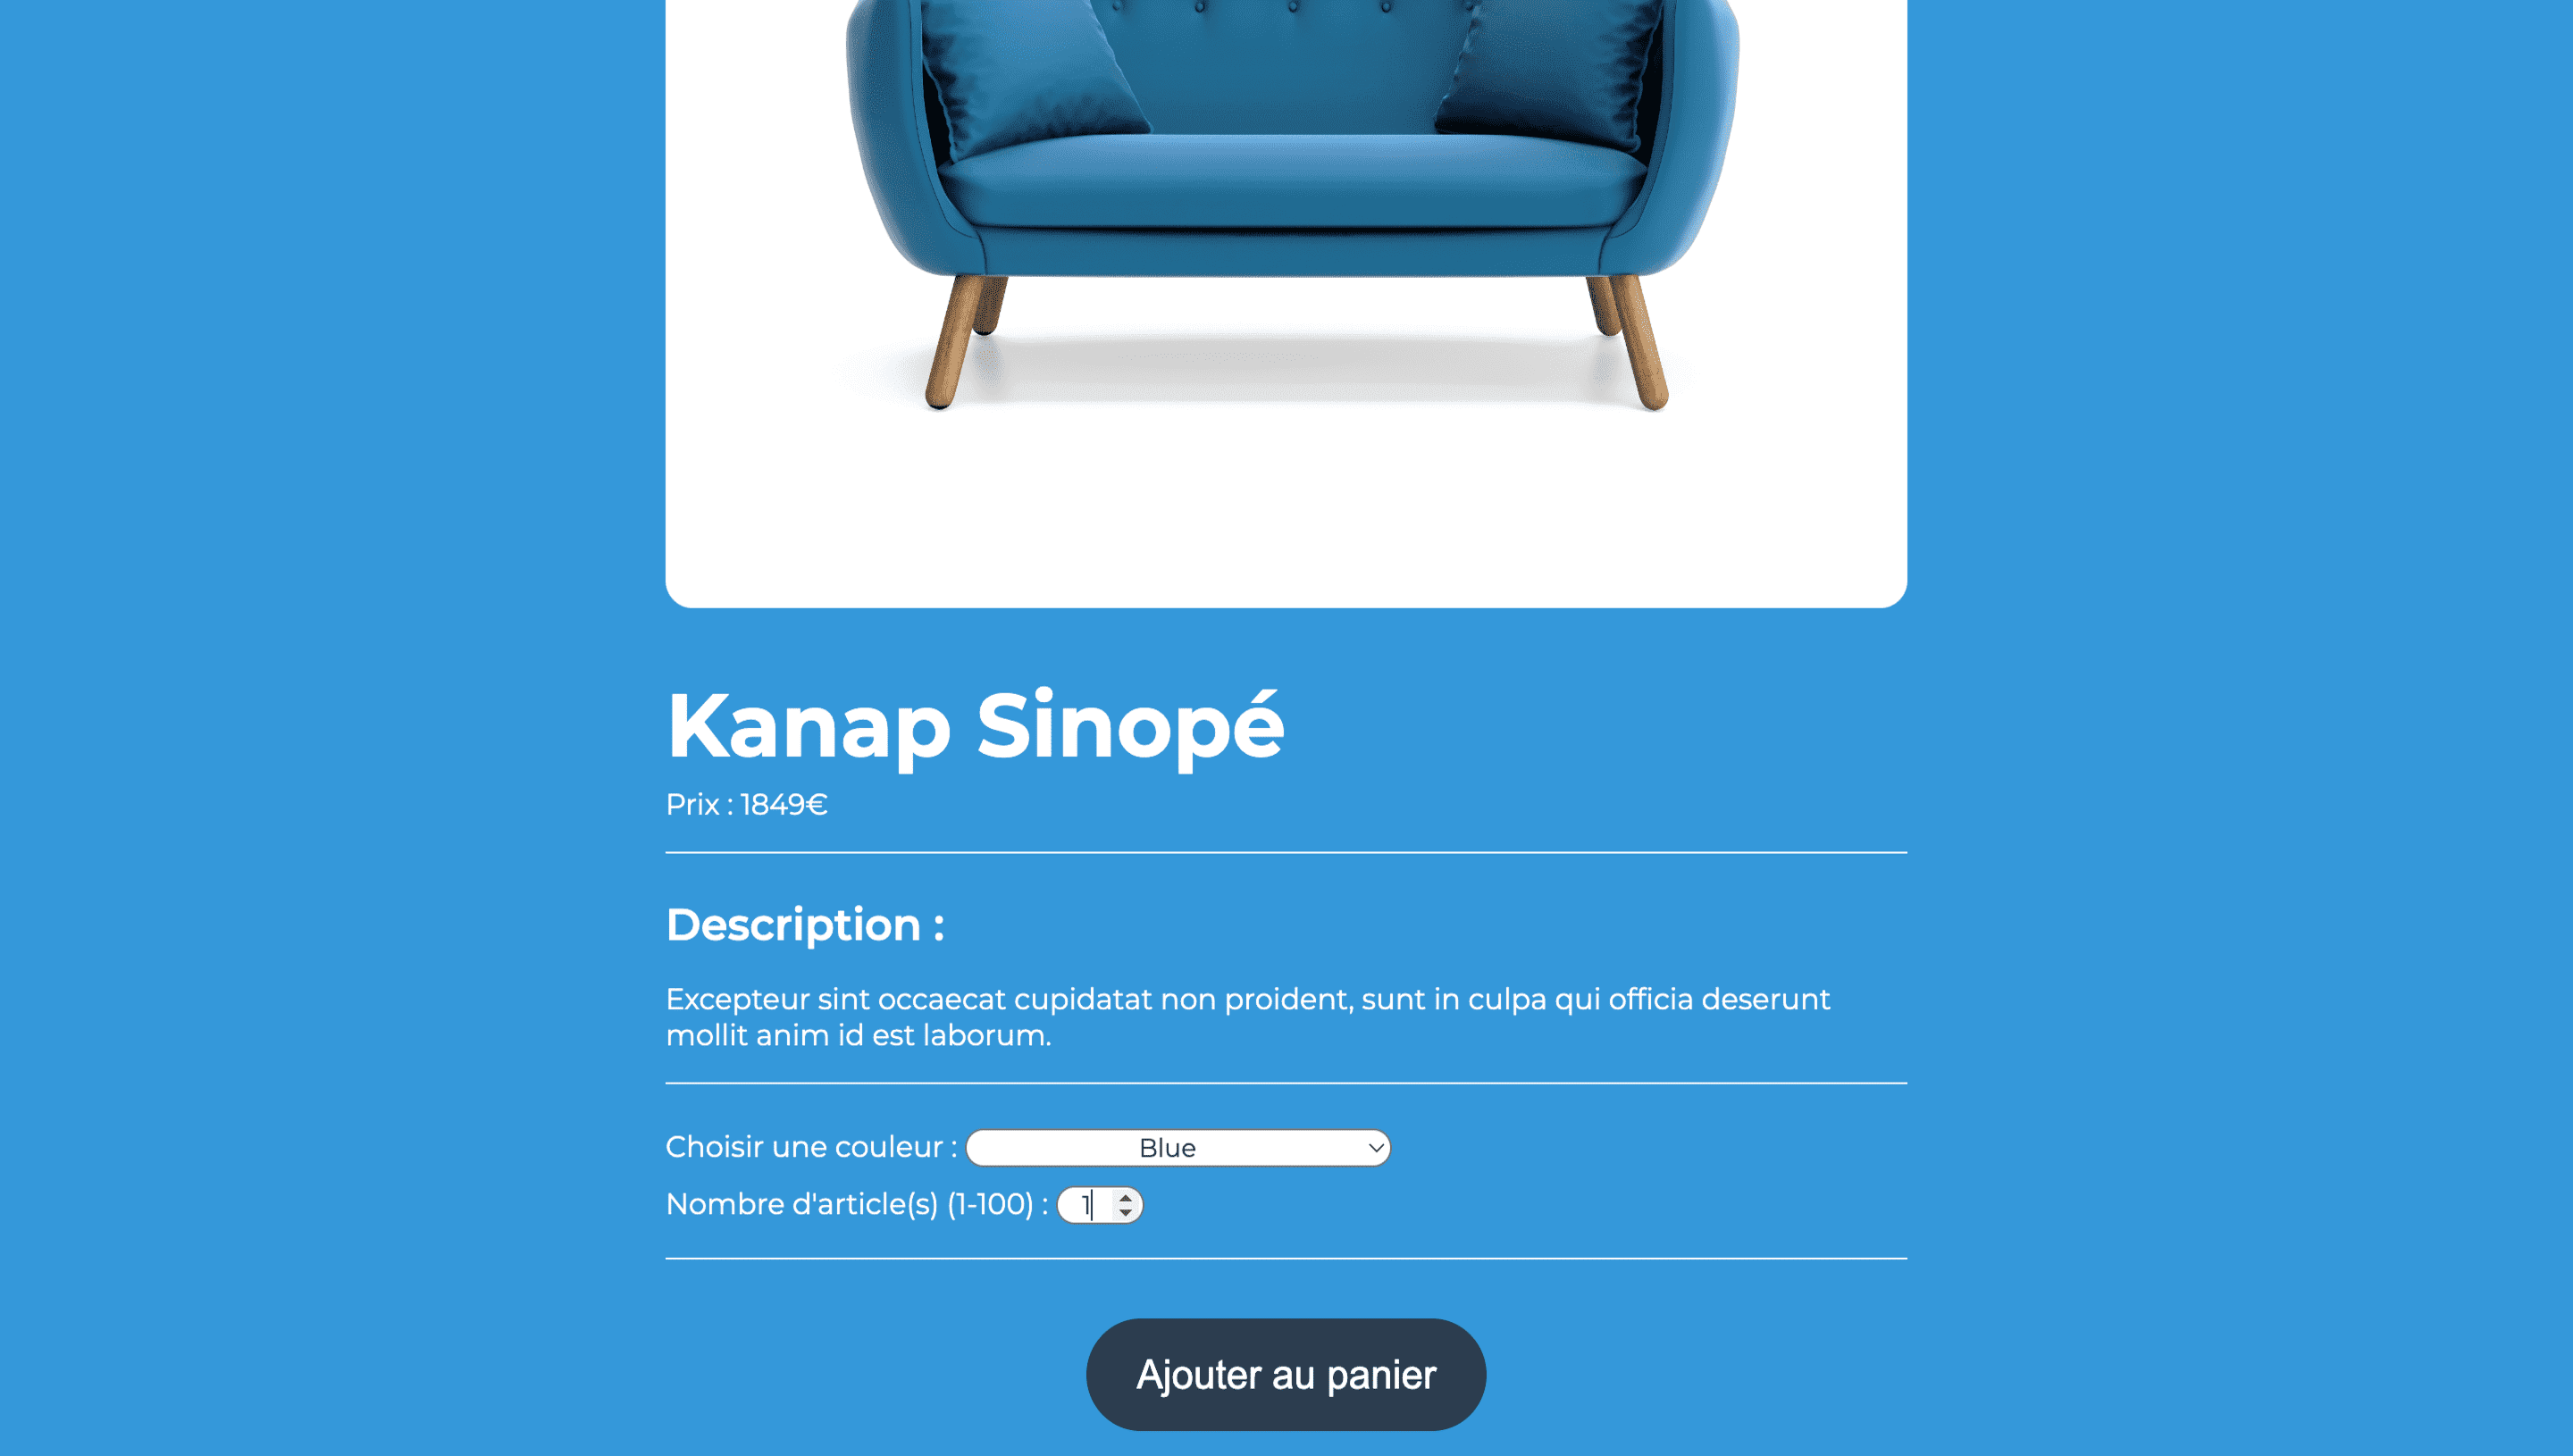 Kanap Sinopé
Prix : 1849€
Description :
Excepteur sint occaecat cupidatat non proident, sunt in culpa qui officia deserunt
mollit anim id est laborum.
Choisir une couleur : Blue
Nombre d'article(s) (1-100) : 1
Ajouter au panier